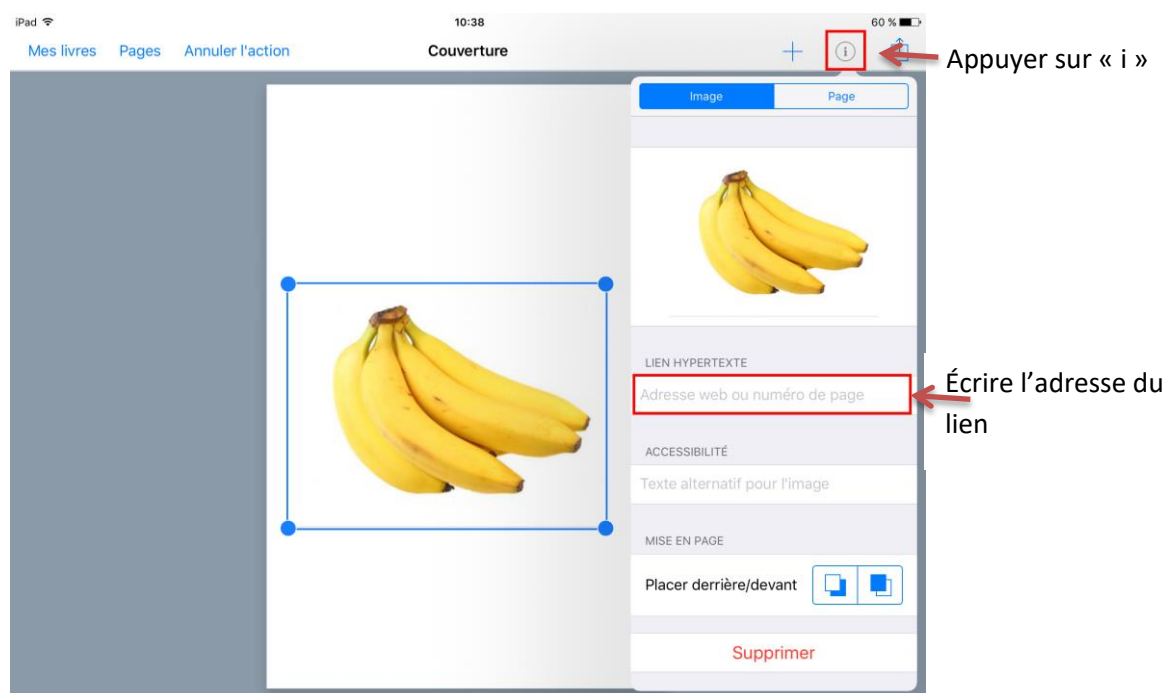 iPad 10:38 60 %
Mes livres Pages Annuler l'action Couverture i
Appuyer sur « i »
Image Page
LIEN HYPERTEXTE
Adresse web ou numéro de page
Écrire l’adresse du
lien
ACCESSIBILITÉ
Texte alternatif pour l'image
MISE EN PAGE
Placer derrière/devant
Supprimer